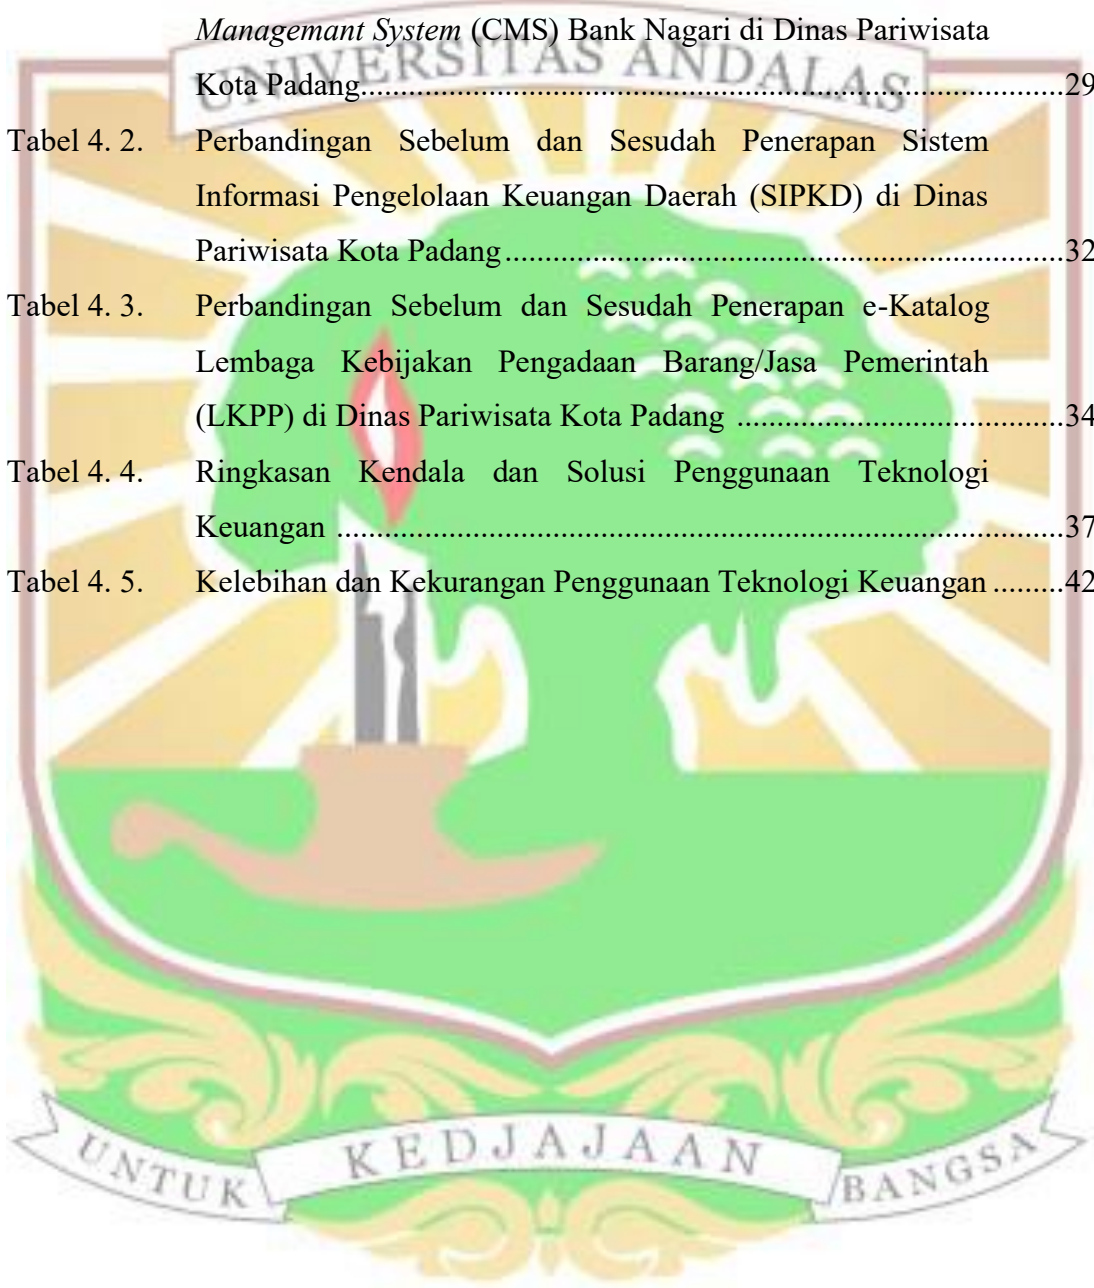 Managemant System (CMS) Bank Nagari di Dinas Pariwisata
UNIVERSITAS ANDALAS
Kota Padang........................................................................................29
Tabel 4. 2. Perbandingan Sebelum dan Sesudah Penerapan Sistem
Informasi Pengelolaan Keuangan Daerah (SIPKD) di Dinas
Pariwisata Kota Padang......................................................................32
Tabel 4. 3. Perbandingan Sebelum dan Sesudah Penerapan e-Katalog
Lembaga Kebijakan Pengadaan Barang/Jasa Pemerintah
(LKPP) di Dinas Pariwisata Kota Padang .........................................34
Tabel 4. 4. Ringkasan Kendala dan Solusi Penggunaan Teknologi
Keuangan ...........................................................................................37
Tabel 4. 5. Kelebihan dan Kekurangan Penggunaan Teknologi Keuangan.........42
UNTUK KEDJAJAAN BANGSA